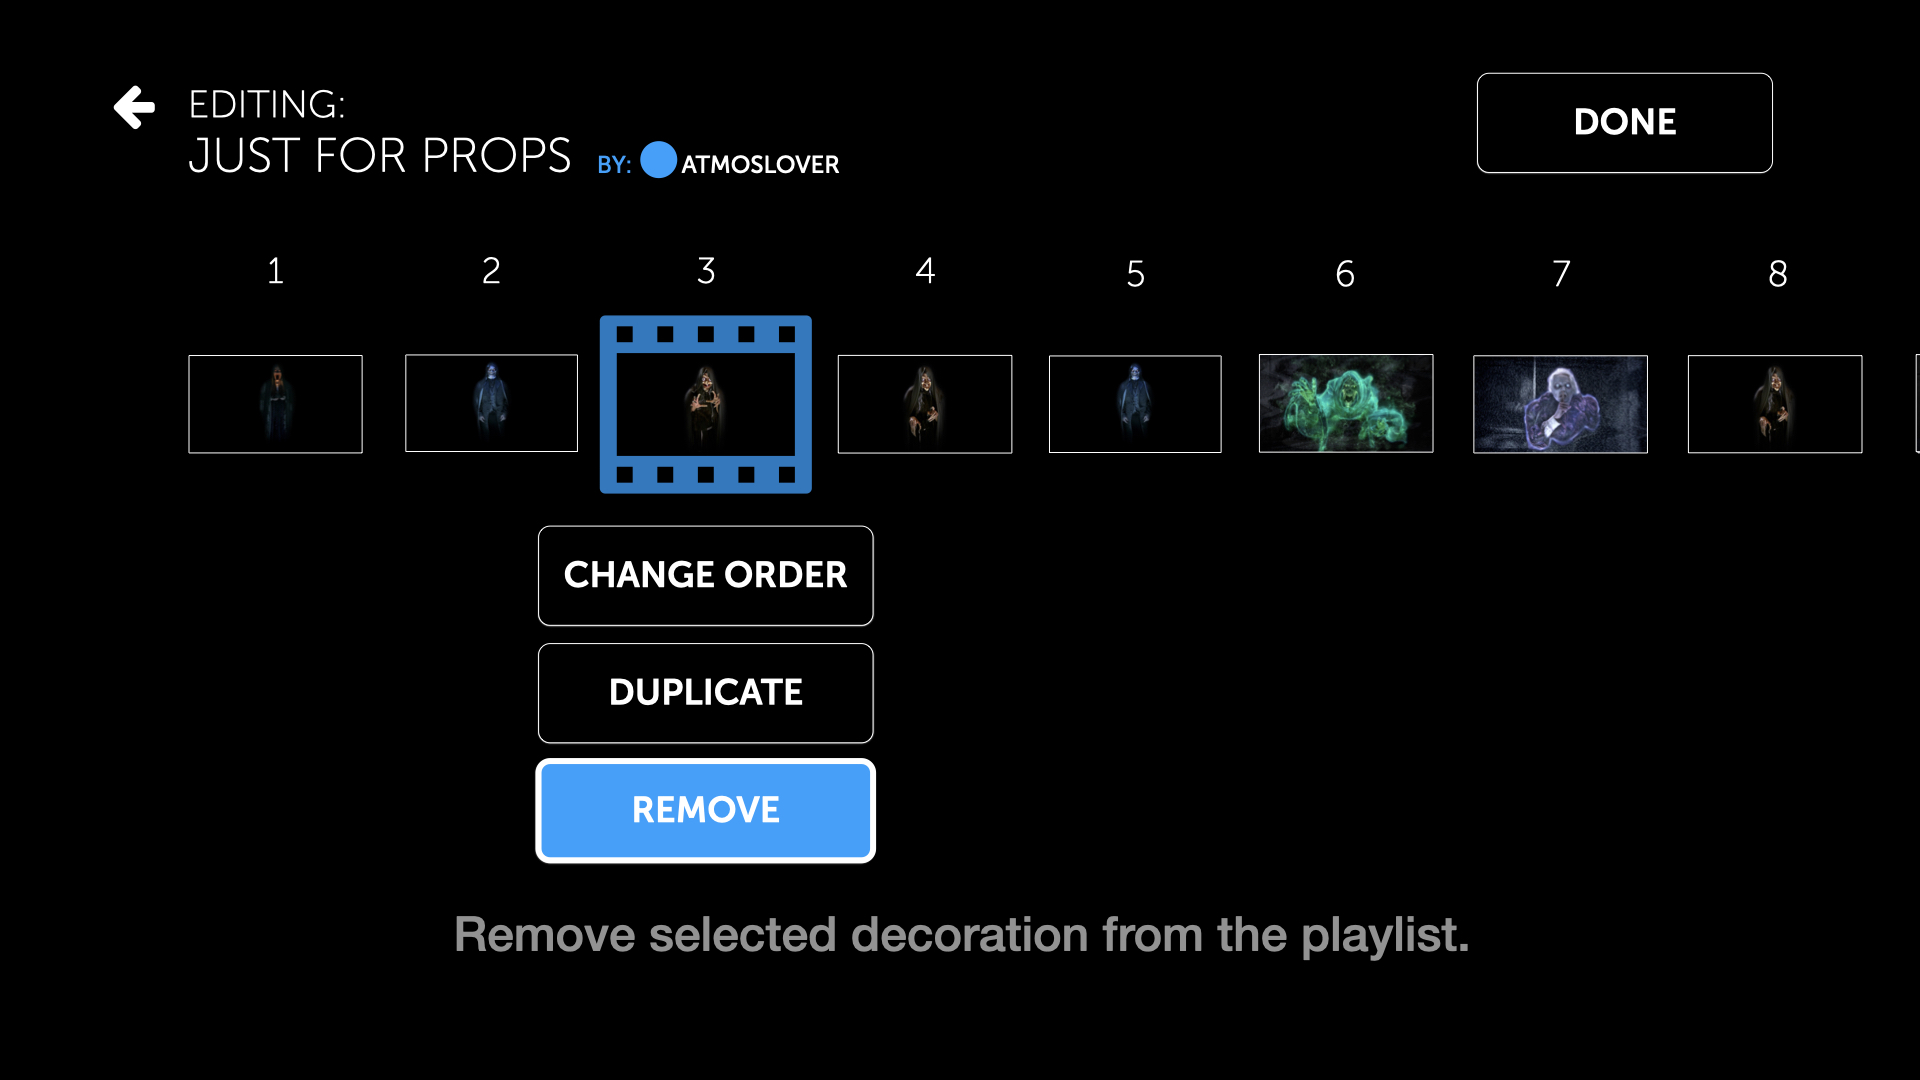 EDITING:
JUST FOR PROPS BY: ATMOSLOVER
DONE
1 2 3 4 5 6 7 8
CHANGE ORDER
DUPLICATE
REMOVE
Remove selected decoration from the playlist.